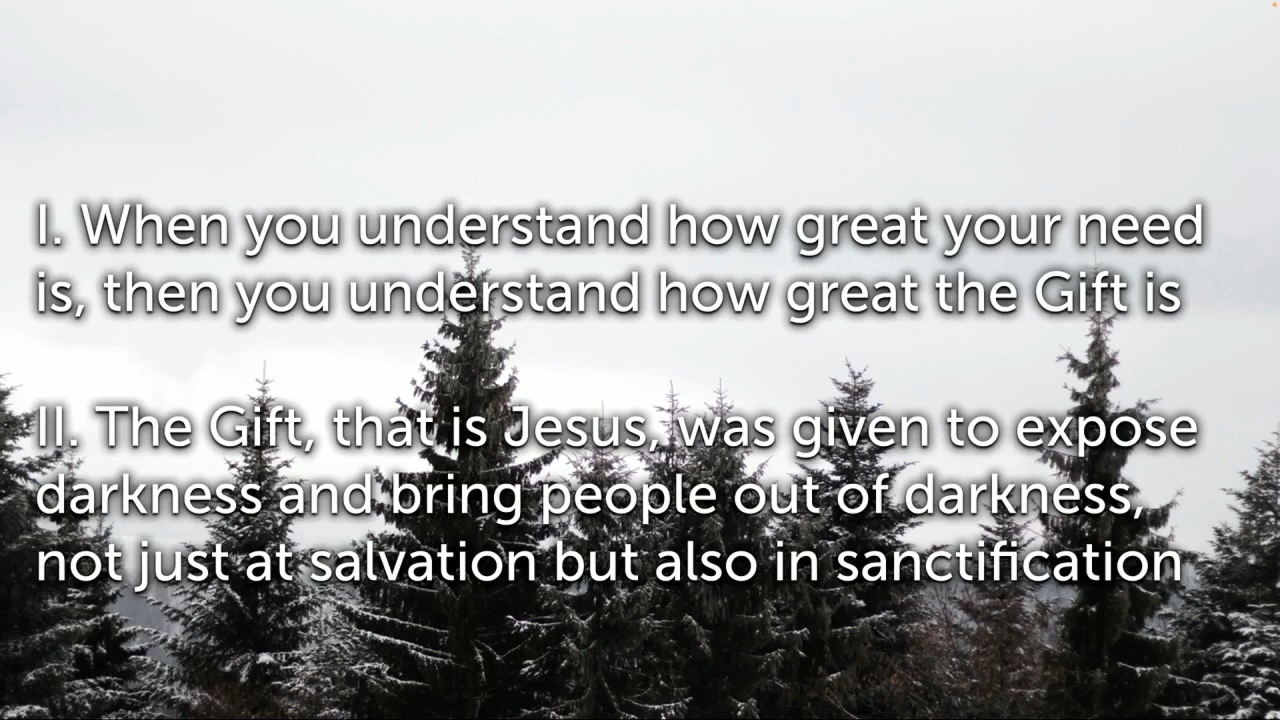 I. When you understand how great your need
is, then you understand how great the Gift is
II. The Gift, that is Jesus, was given to expose
darkness and bring people out of darkness,
not just at salvation but also in sanctification